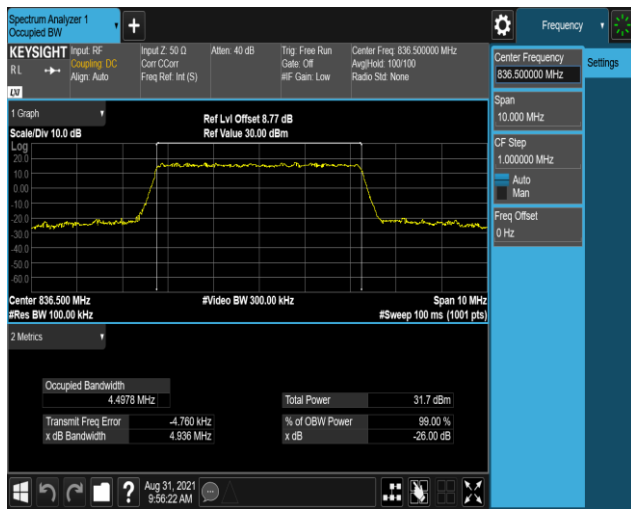 Spectrum Analyzer 1
Occupied BW
Frequency
KEYSIGHT
RL
Input: RF
Coupling: DC
Align: Auto
Input Z: 50 Ω
Corr CCorr
Freq Ref: Int (S)
Atten: 40 dB
Trig: Free Run
Gate: Off
#IF Gain: Low
Center Freq: 836.500000 MHz
Avg|Hold: 100/100
Radio Std: None
LXI
1 Graph
Scale/Div 10.0 dB
Ref Lvl Offset 8.77 dB
Ref Value 30.00 dBm
Log
20.0
10.0
0.00
-10.0
-20.0
-30.0
-40.0
-50.0
-60.0
Center 836.500 MHz
#Video BW 300.00 kHz
Span 10 MHz
#Res BW 100.00 kHz
#Sweep 100 ms (1001 pts)
2 Metrics
Occupied Bandwidth
4.4978 MHz
Total Power 31.7 dBm
Transmit Freq Error -4.760 kHz
% of OBW Power 99.00 %
x dB Bandwidth 4.936 MHz
x dB -26.00 dB
Center Frequency
836.500000 MHz
Settings
Span
10.000 MHz
CF Step
1.000000 MHz
Auto
Man
Freq Offset
0 Hz
Aug 31, 2021
9:56:22 AM